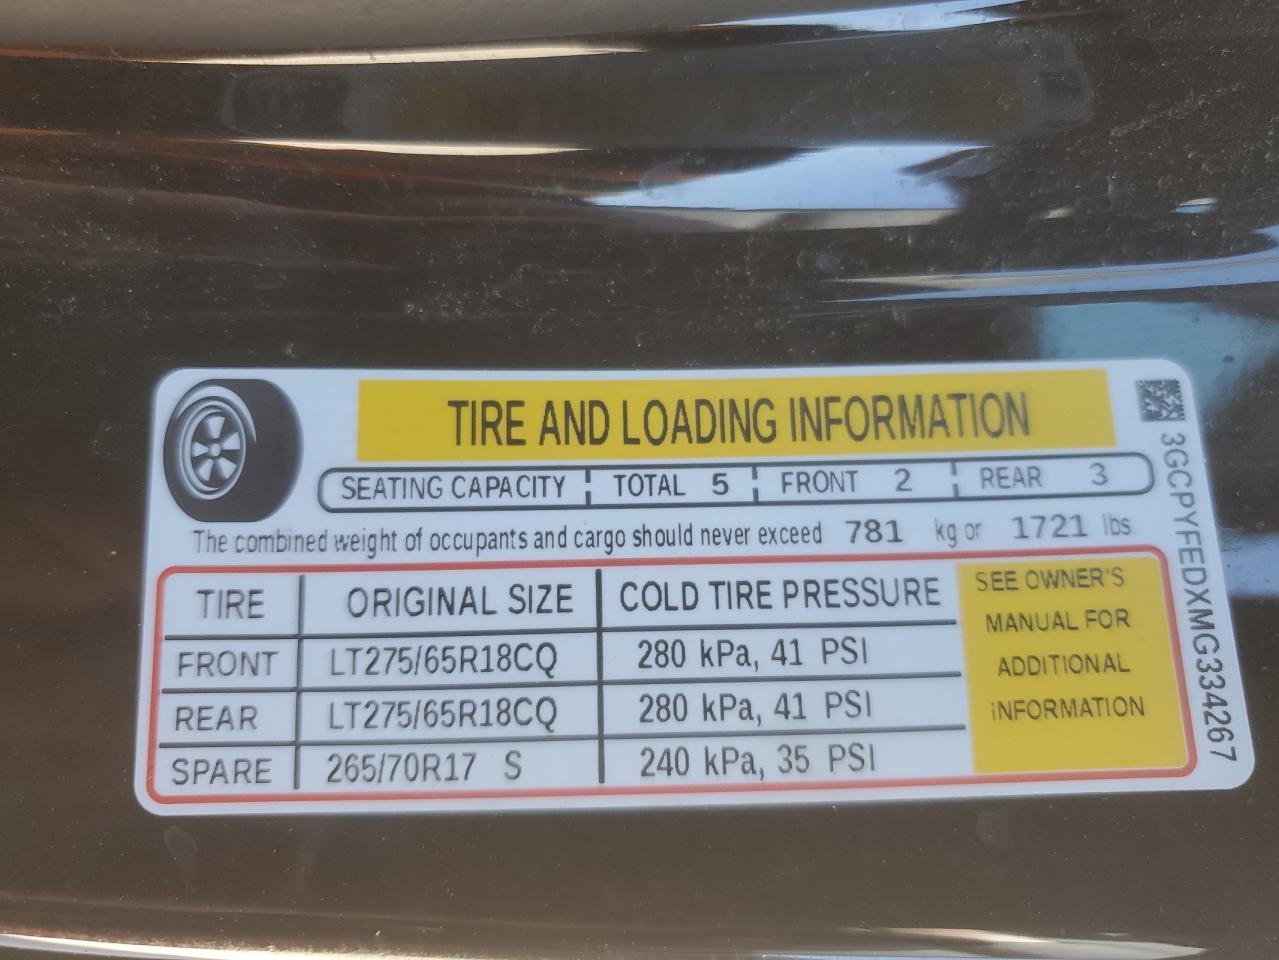 TIRE AND LOADING INFORMATION
SEATING CAPACITY TOTAL 5 FRONT 2 REAR 3
The combined weight of occupants and cargo should never exceed 781 kg or 1721 lbs.
TIRE ORIGINAL SIZE COLD TIRE PRESSURE
FRONT LT275/65R18CQ 280 kPa, 41 PSI
REAR LT275/65R18CQ 280 kPa, 41 PSI
SPARE 265/70R17 S 240 kPa, 35 PSI
SEE OWNER'S
MANUAL FOR
ADDITIONAL
iNFORMATION
3GCPYFEDXMG334267